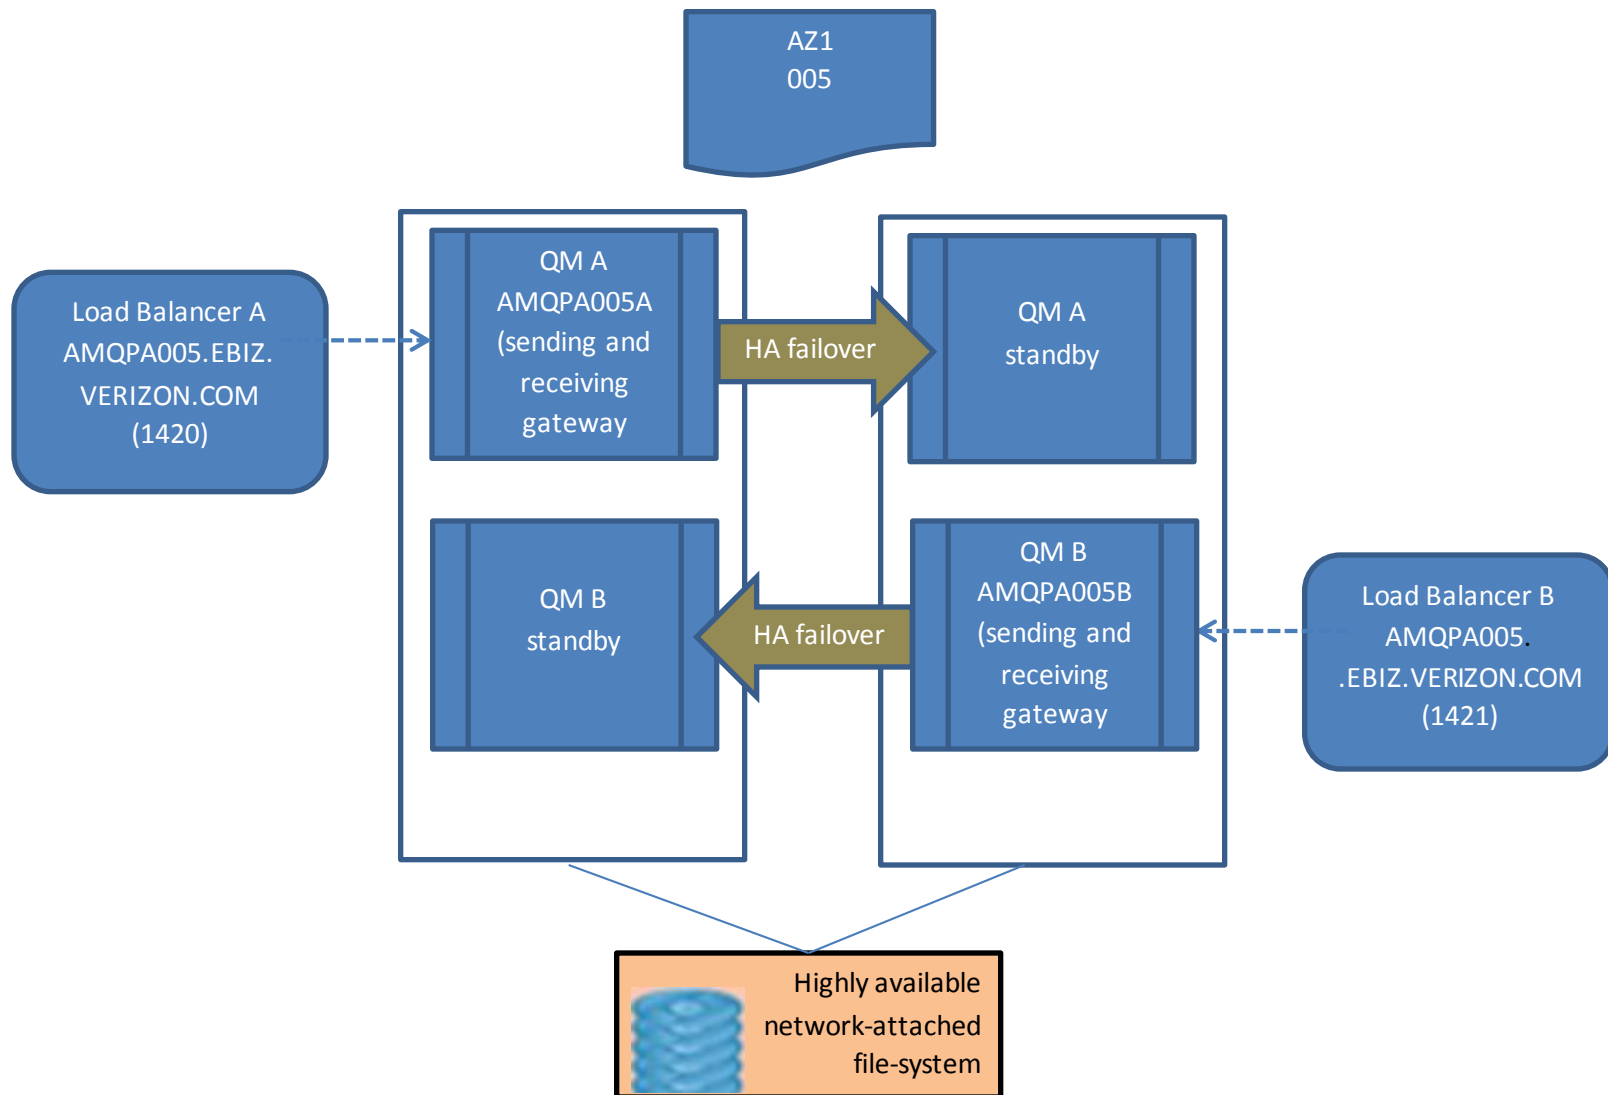 AZ1
005
QM A
AMQPA005A
(sending and
receiving
gateway
HA failover
QM A
standby
Load Balancer A
AMQPA005.EBIZ.
VERIZON.COM
(1420)
QM B
standby
HA failover
QM B
AMQPA005B
(sending and
receiving
gateway
Load Balancer B
AMQPA005.
.EBIZ.VERIZON.COM
(1421)
Highly available
network-attached
file-system